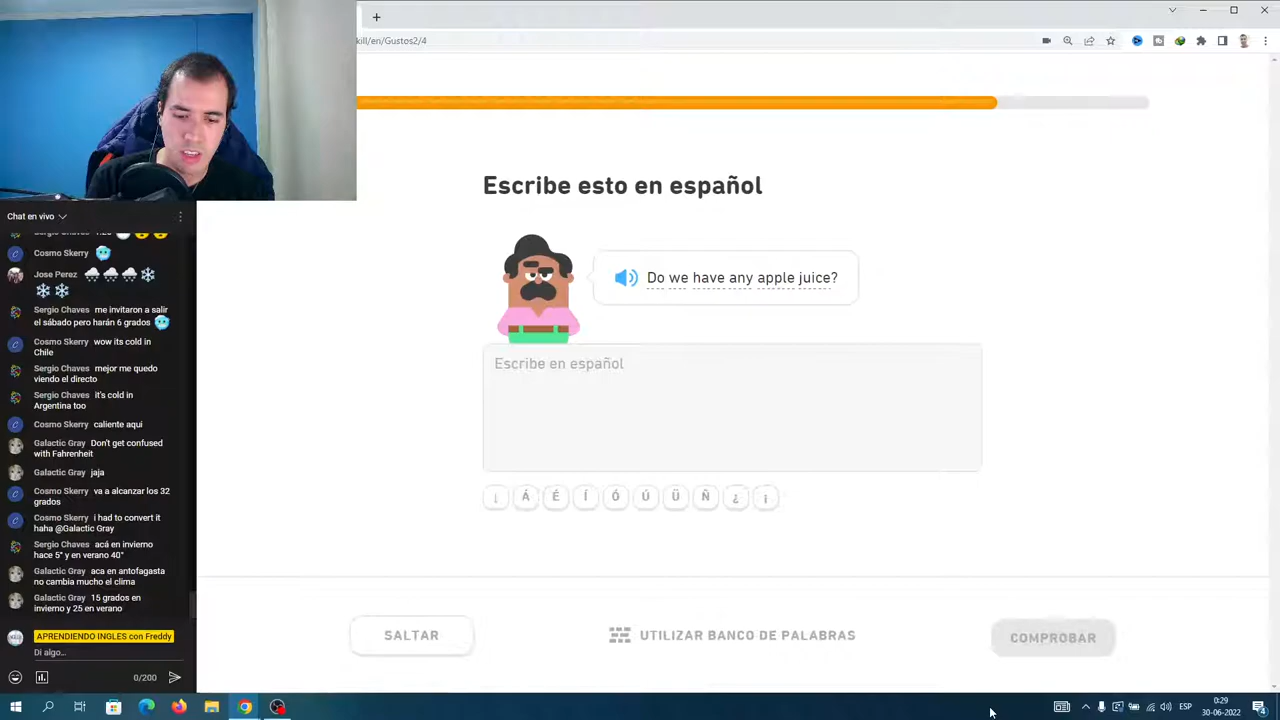 kill/en/Gustos2/4
Escribe esto en español
Do we have any apple juice?
Escribe en español
↓ Á É Í Ó Ú Ü Ñ ¿ ¡
SALTAR
UTILIZAR BANCO DE PALABRAS
COMPROBAR
Chat en vivo
Sergio Chaves 1:28
Cosmo Skerry
Jose Perez
Sergio Chaves me invitaron a salir
el sábado pero harán 6 grados
Cosmo Skerry wow its cold in
Chile
Sergio Chaves mejor me quedo
viendo el directo
Sergio Chaves it's cold in
Argentina too
Cosmo Skerry caliente aqui
Galactic Gray Don't get confused
with Fahrenheit
Galactic Gray jaja
Cosmo Skerry va a alcanzar los 32
grados
Cosmo Skerry i had to convert it
haha @Galactic Gray
Sergio Chaves acá en invierno
hace 5° y en verano 40°
Galactic Gray aca en antofagasta
no cambia mucho el clima
Galactic Gray 15 grados en
invierno y 25 en verano
APRENDIENDO INGLES con Freddy
Di algo...
0/200
ESP
0:29
30-06-2022
4